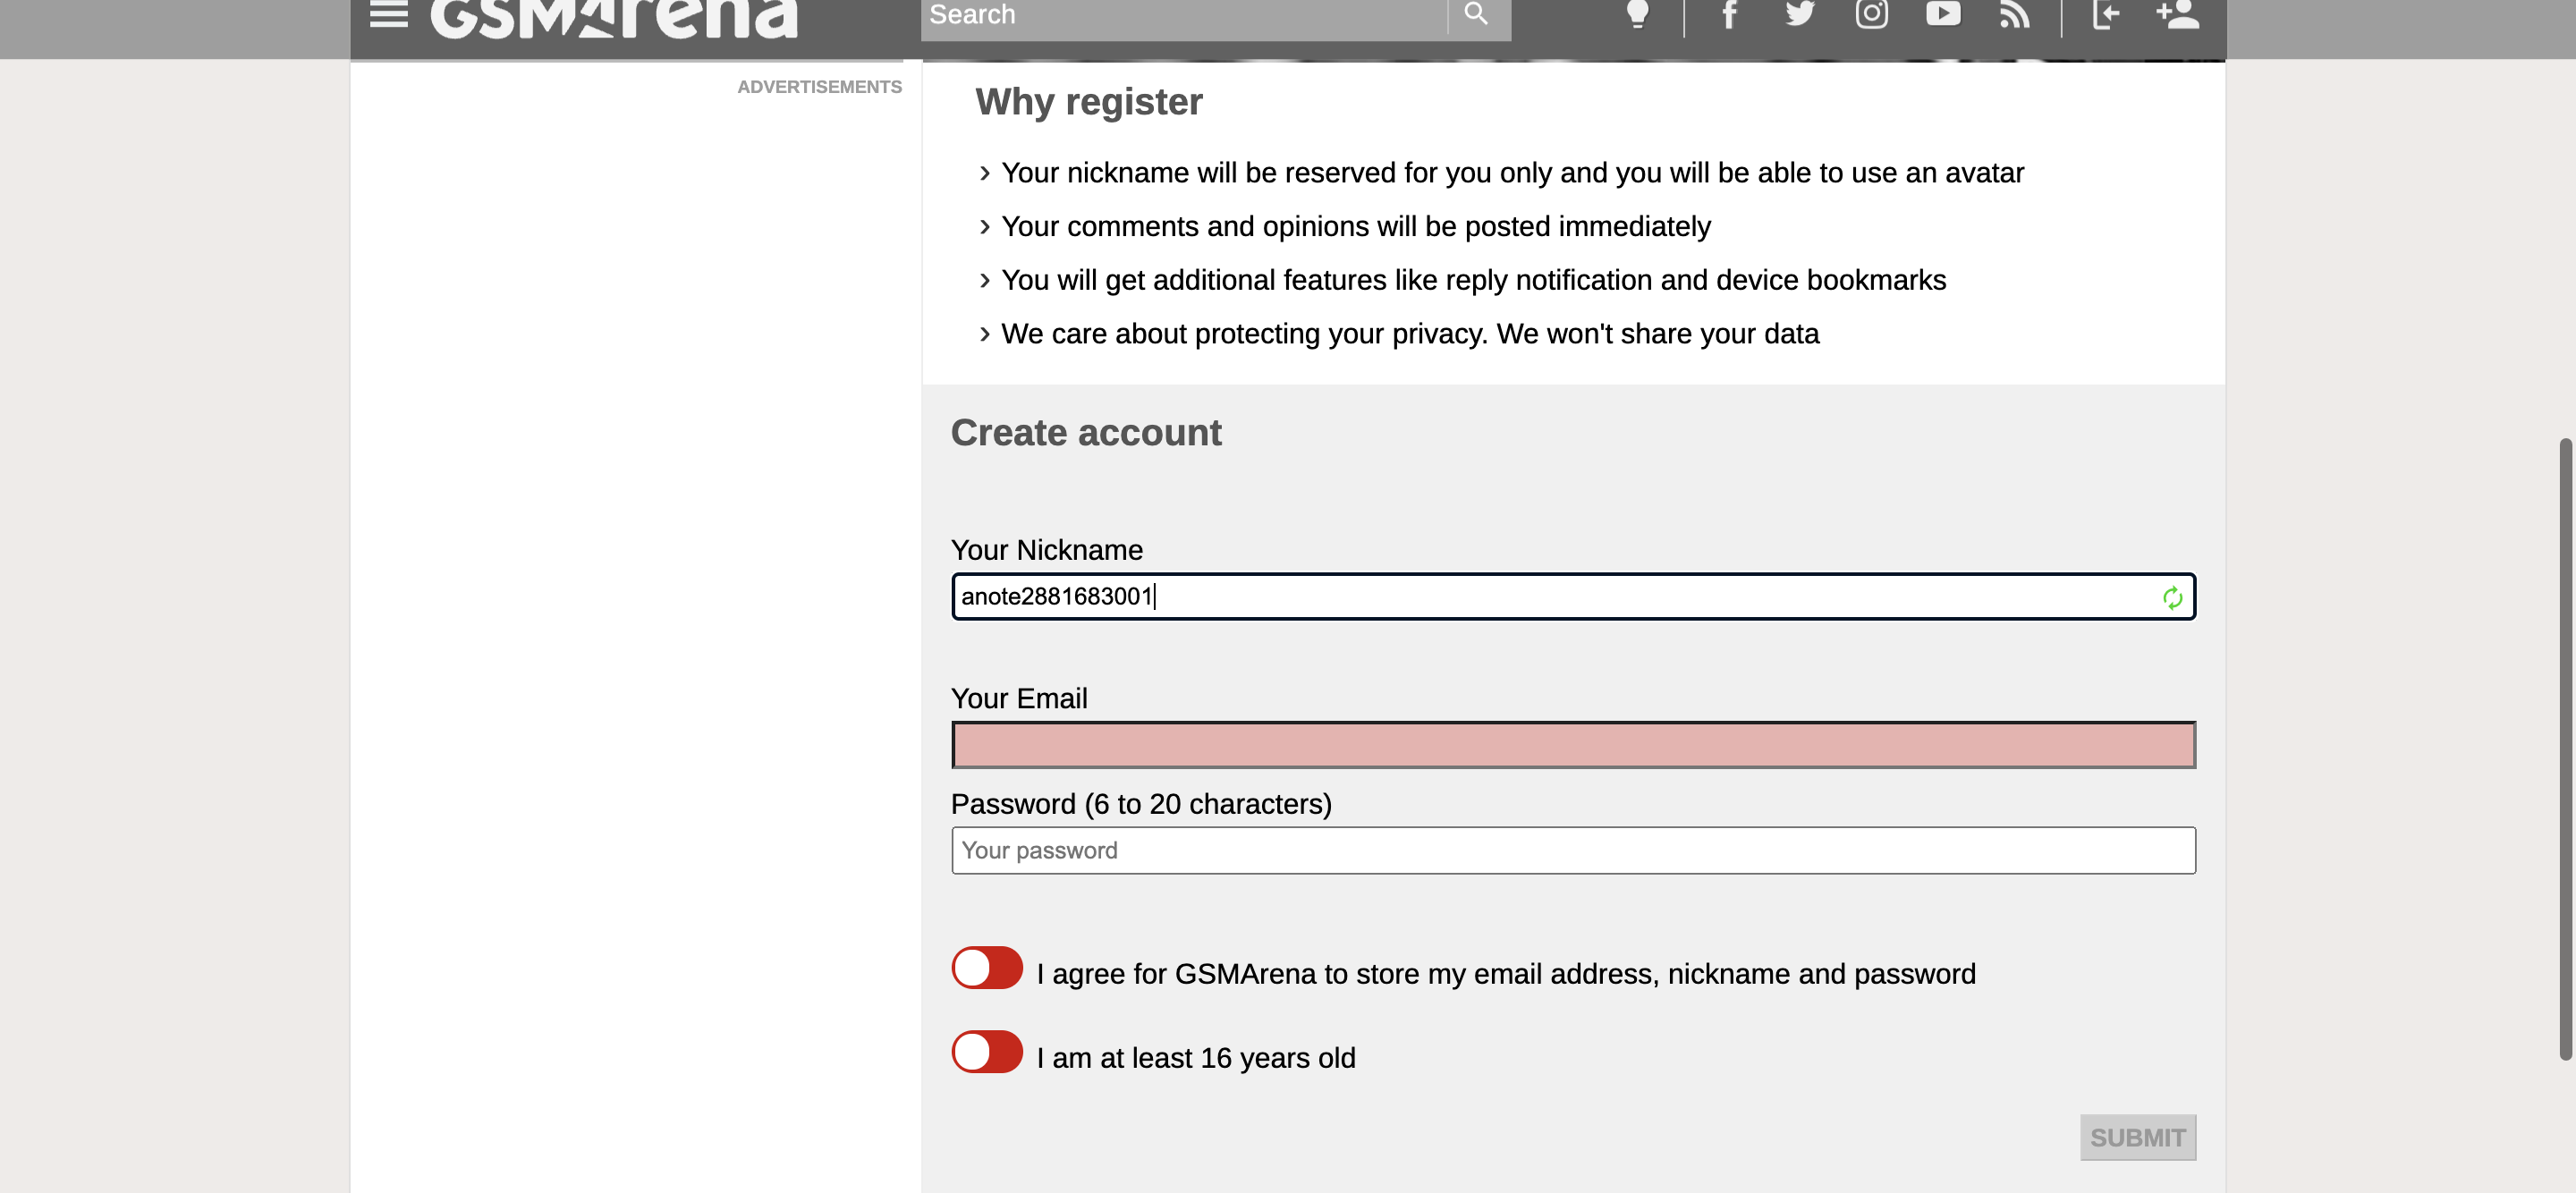 GSMArena
Search
ADVERTISEMENTS
Why register
› Your nickname will be reserved for you only and you will be able to use an avatar
› Your comments and opinions will be posted immediately
› You will get additional features like reply notification and device bookmarks
› We care about protecting your privacy. We won't share your data
Create account
Your Nickname
anote2881683001
Your Email
Password (6 to 20 characters)
Your password
I agree for GSMArena to store my email address, nickname and password
I am at least 16 years old
SUBMIT